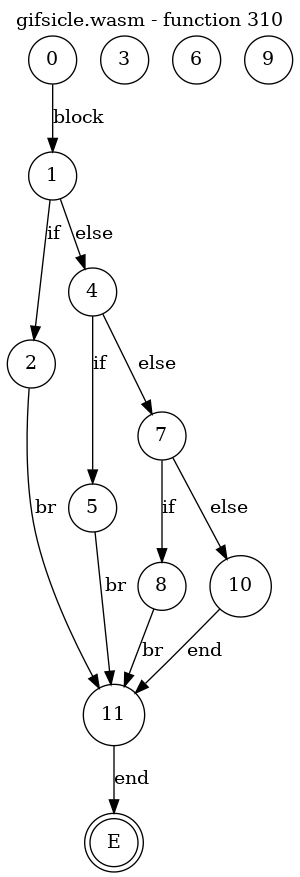 gifsicle.wasm - function 310
0 3 6 9
block
1
if else
4
2 if else
7
br 5 if else
br 8 10
br end
11
end
E